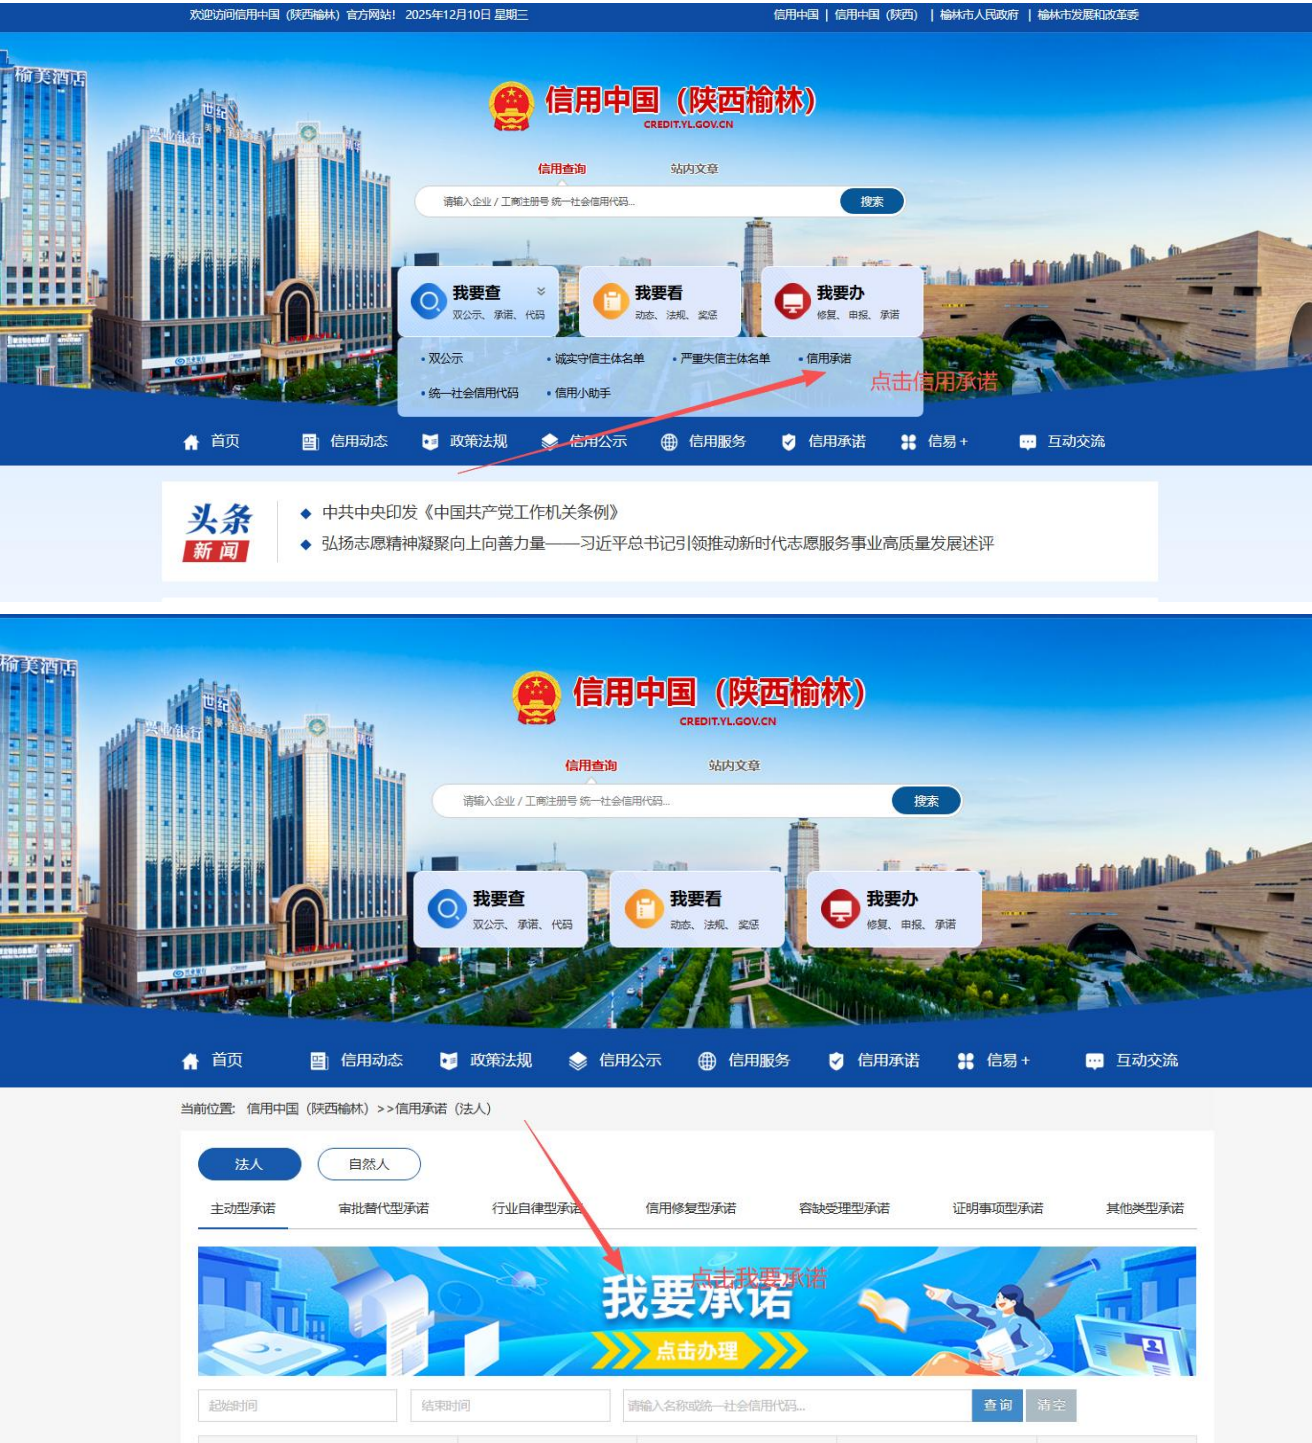 欢迎访问信用中国（陕西榆林）官方网站! 2025年12月10日 星期三
信用中国 | 信用中国（陕西） | 榆林市人民政府 | 榆林市发展和改革委
榆美酒店
世纪
兴业银行
信用中国（陕西榆林）
CREDIT.YL.GOV.CN
信用查询 站内文章
请输入企业 / 工商注册号 统一社会信用代码...
搜索
我要查 我要看 我要办
双公示、承诺、代码 动态、法规、奖惩 修复、申报、承诺
·双公示 ·诚实守信主体名单 ·严重失信主体名单 ·信用承诺
点击信用承诺
·统一社会信用代码 ·信用小助手
首页 信用动态 政策法规 信用公示 信用服务 信用承诺 信易+ 互动交流
头条
新闻
◆ 中共中央印发《中国共产党工作机关条例》
◆ 弘扬志愿精神凝聚向上向善力量——习近平总书记引领推动新时代志愿服务事业高质量发展述评
榆美酒店
世纪
兴业银行
信用中国（陕西榆林）
CREDIT.YL.GOV.CN
信用查询 站内文章
请输入企业 / 工商注册号 统一社会信用代码...
搜索
我要查 我要看 我要办
双公示、承诺、代码 动态、法规、奖惩 修复、申报、承诺
首页 信用动态 政策法规 信用公示 信用服务 信用承诺 信易+ 互动交流
当前位置: 信用中国（陕西榆林）>>信用承诺（法人）
法人 自然人
主动型承诺 审批替代型承诺 行业自律型承诺 信用修复型承诺 容缺受理型承诺 证明事项型承诺 其他类型承诺
我要承诺
点击我要承诺
点击办理
起始时间 结束时间 请输入名称或统一社会信用代码... 查询 清空